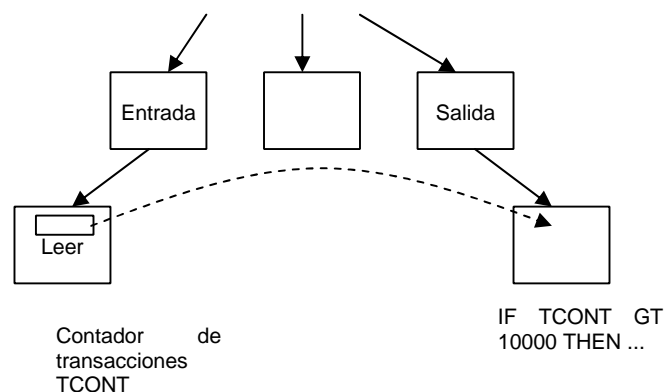 Entrada
Salida
Leer
Contador de
transacciones
TCONT
IF TCONT GT
10000 THEN ...